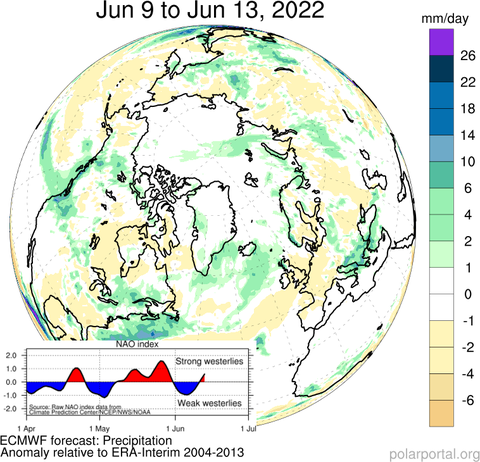 Jun 9 to Jun 13, 2022
mm/day
26
22
18
14
10
6
4
2
1
0
-1
-2
-4
-6
NAO index
2.0
1.0
0.0
-1.0
-2.0
Strong westerlies
Weak westerlies
Source: Raw NAO index data from
Climate Prediction Center/NCEP/NWS/NOAA
1 Apr 1 May 1 Jun 1 Jul
ECMWF forecast: Precipitation
Anomaly relative to ERA-Interim 2004-2013
polarportal.org